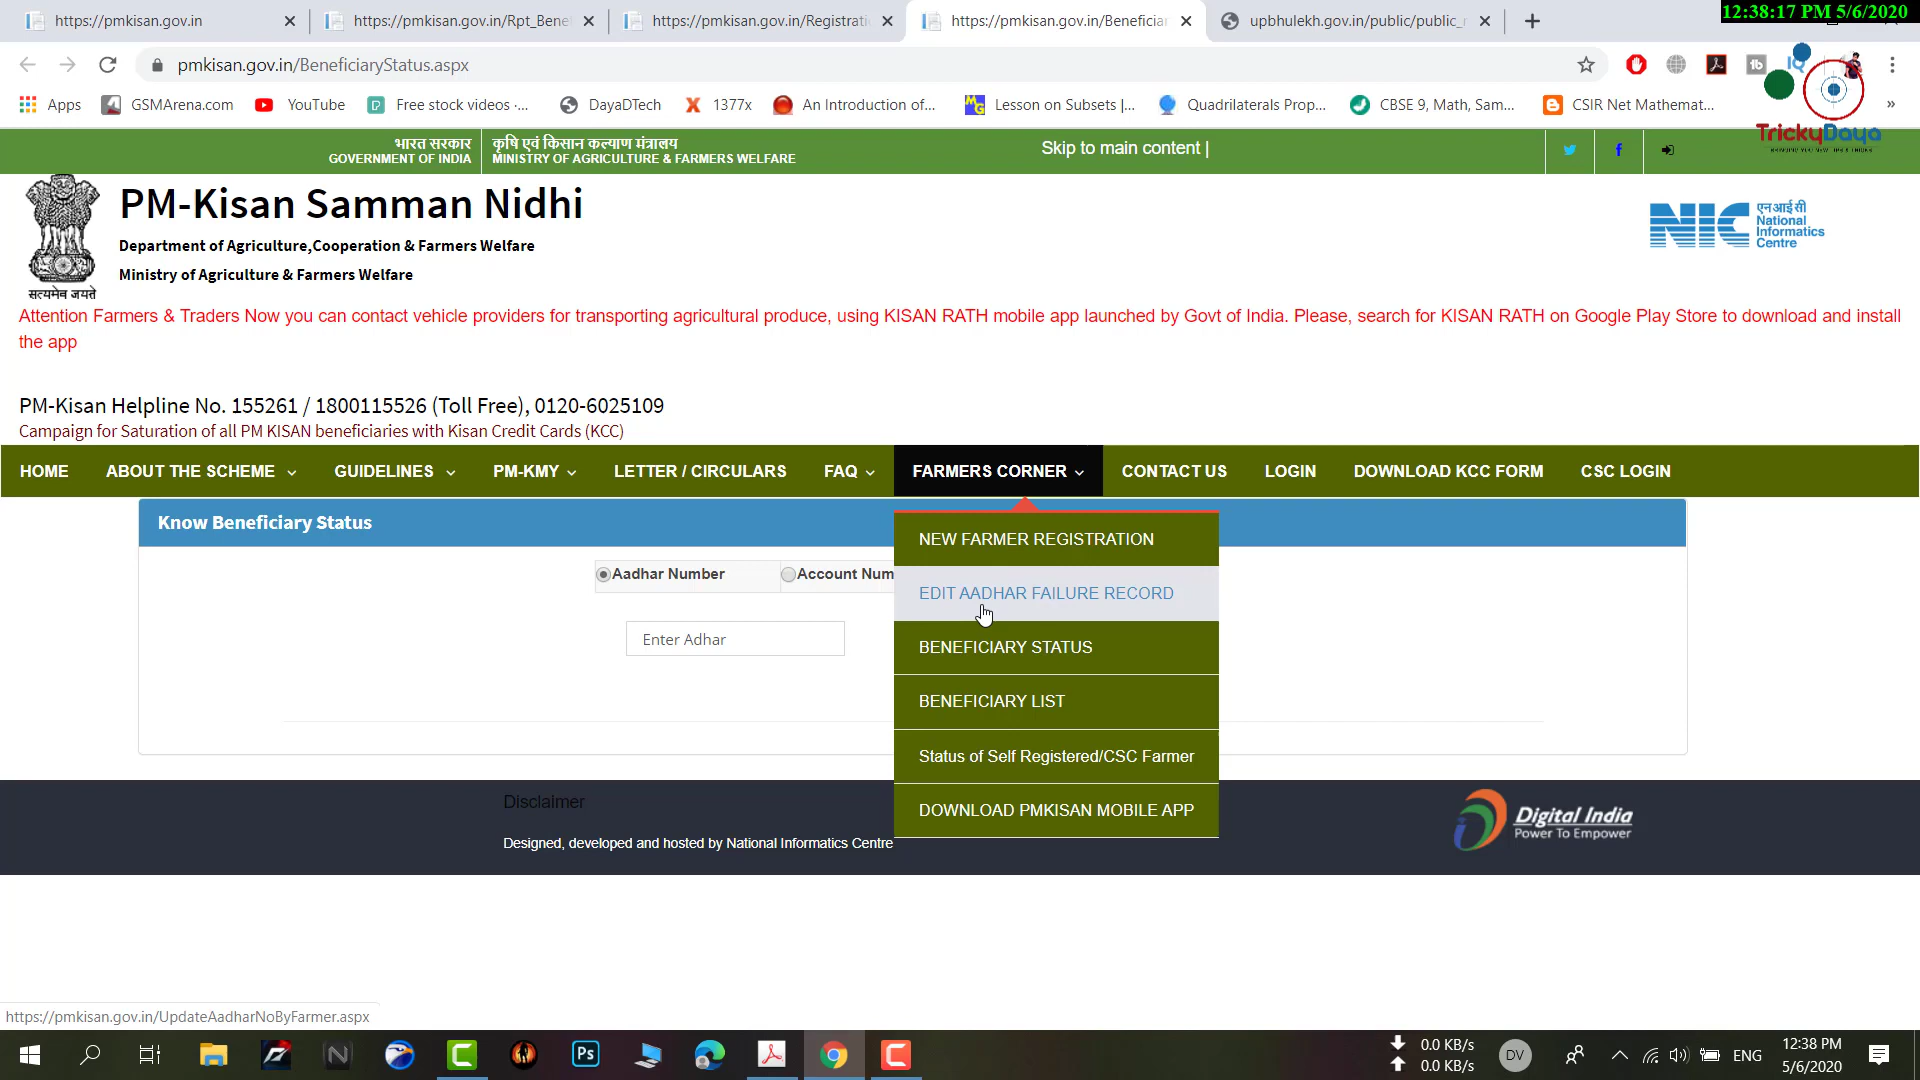 12:38:17 PM 5/6/2020
https://pmkisan.gov.in
https://pmkisan.gov.in/Rpt_Bene
https://pmkisan.gov.in/Registrati
https://pmkisan.gov.in/Beneficiar
upbhulekh.gov.in/public/public_r
pmkisan.gov.in/BeneficiaryStatus.aspx
Apps
GSMArena.com
YouTube
Free stock videos -...
DayaDTech
1377x
An Introduction of...
Lesson on Subsets |...
Quadrilaterals Prop...
CBSE 9, Math, Sam...
CSIR Net Mathemat...
»
TrickyDaya
भारत सरकार
GOVERNMENT OF INDIA
कृषि एवं किसान कल्याण मंत्रालय
MINISTRY OF AGRICULTURE & FARMERS WELFARE
Skip to main content |
PM-Kisan Samman Nidhi
Department of Agriculture,Cooperation & Farmers Welfare
Ministry of Agriculture & Farmers Welfare
सत्यमेव जयते
NIC
एनआईसी
National
Informatics
Centre
Attention Farmers & Traders Now you can contact vehicle providers for transporting agricultural produce, using KISAN RATH mobile app launched by Govt of India. Please, search for KISAN RATH on Google Play Store to download and install
the app
PM-Kisan Helpline No. 155261 / 1800115526 (Toll Free), 0120-6025109
Campaign for Saturation of all PM KISAN beneficiaries with Kisan Credit Cards (KCC)
HOME
ABOUT THE SCHEME
GUIDELINES
PM-KMY
LETTER / CIRCULARS
FAQ
FARMERS CORNER
CONTACT US
LOGIN
DOWNLOAD KCC FORM
CSC LOGIN
Know Beneficiary Status
Aadhar Number
Account Num
Enter Adhar
NEW FARMER REGISTRATION
EDIT AADHAR FAILURE RECORD
BENEFICIARY STATUS
BENEFICIARY LIST
Status of Self Registered/CSC Farmer
DOWNLOAD PMKISAN MOBILE APP
Disclaimer
Designed, developed and hosted by National Informatics Centre
Digital India
Power To Empower
https://pmkisan.gov.in/UpdateAadharNoByFarmer.aspx
Ps
0.0 KB/s
0.0 KB/s
DV
ENG
12:38 PM
5/6/2020